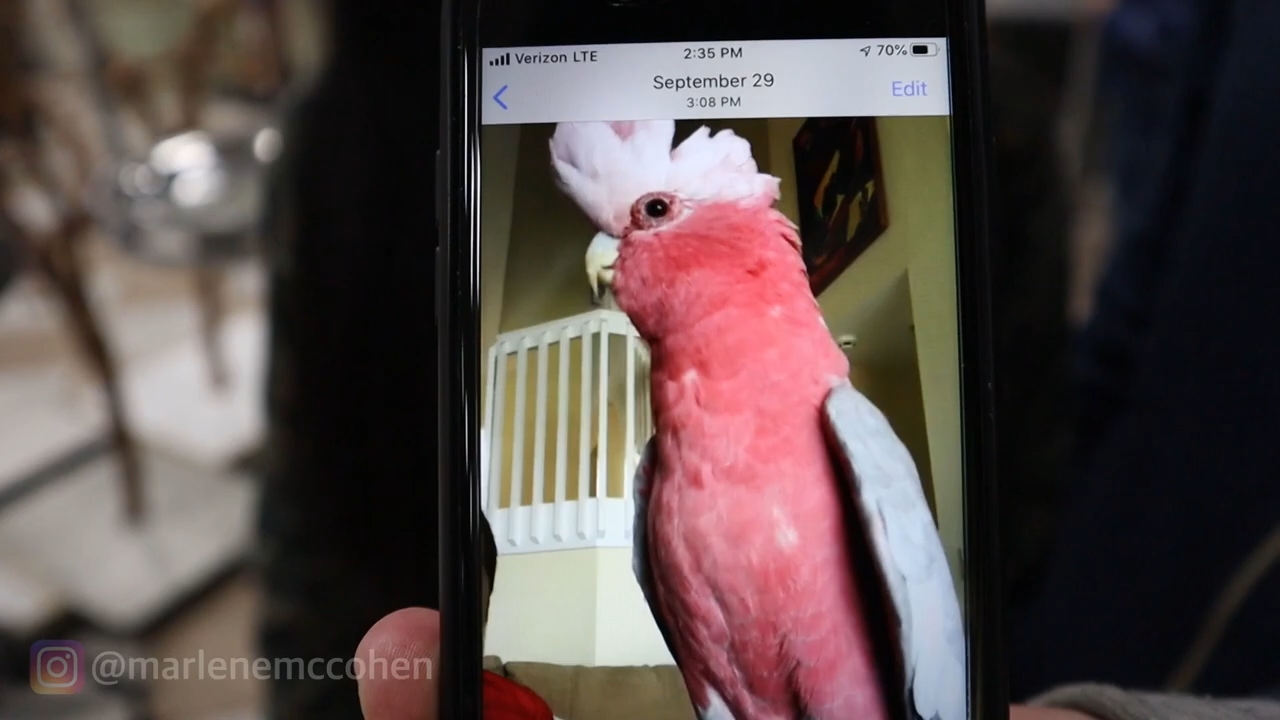 Verizon LTE 2:35 PM 70%
September 29
3:08 PM
Edit
@marlenemccohen